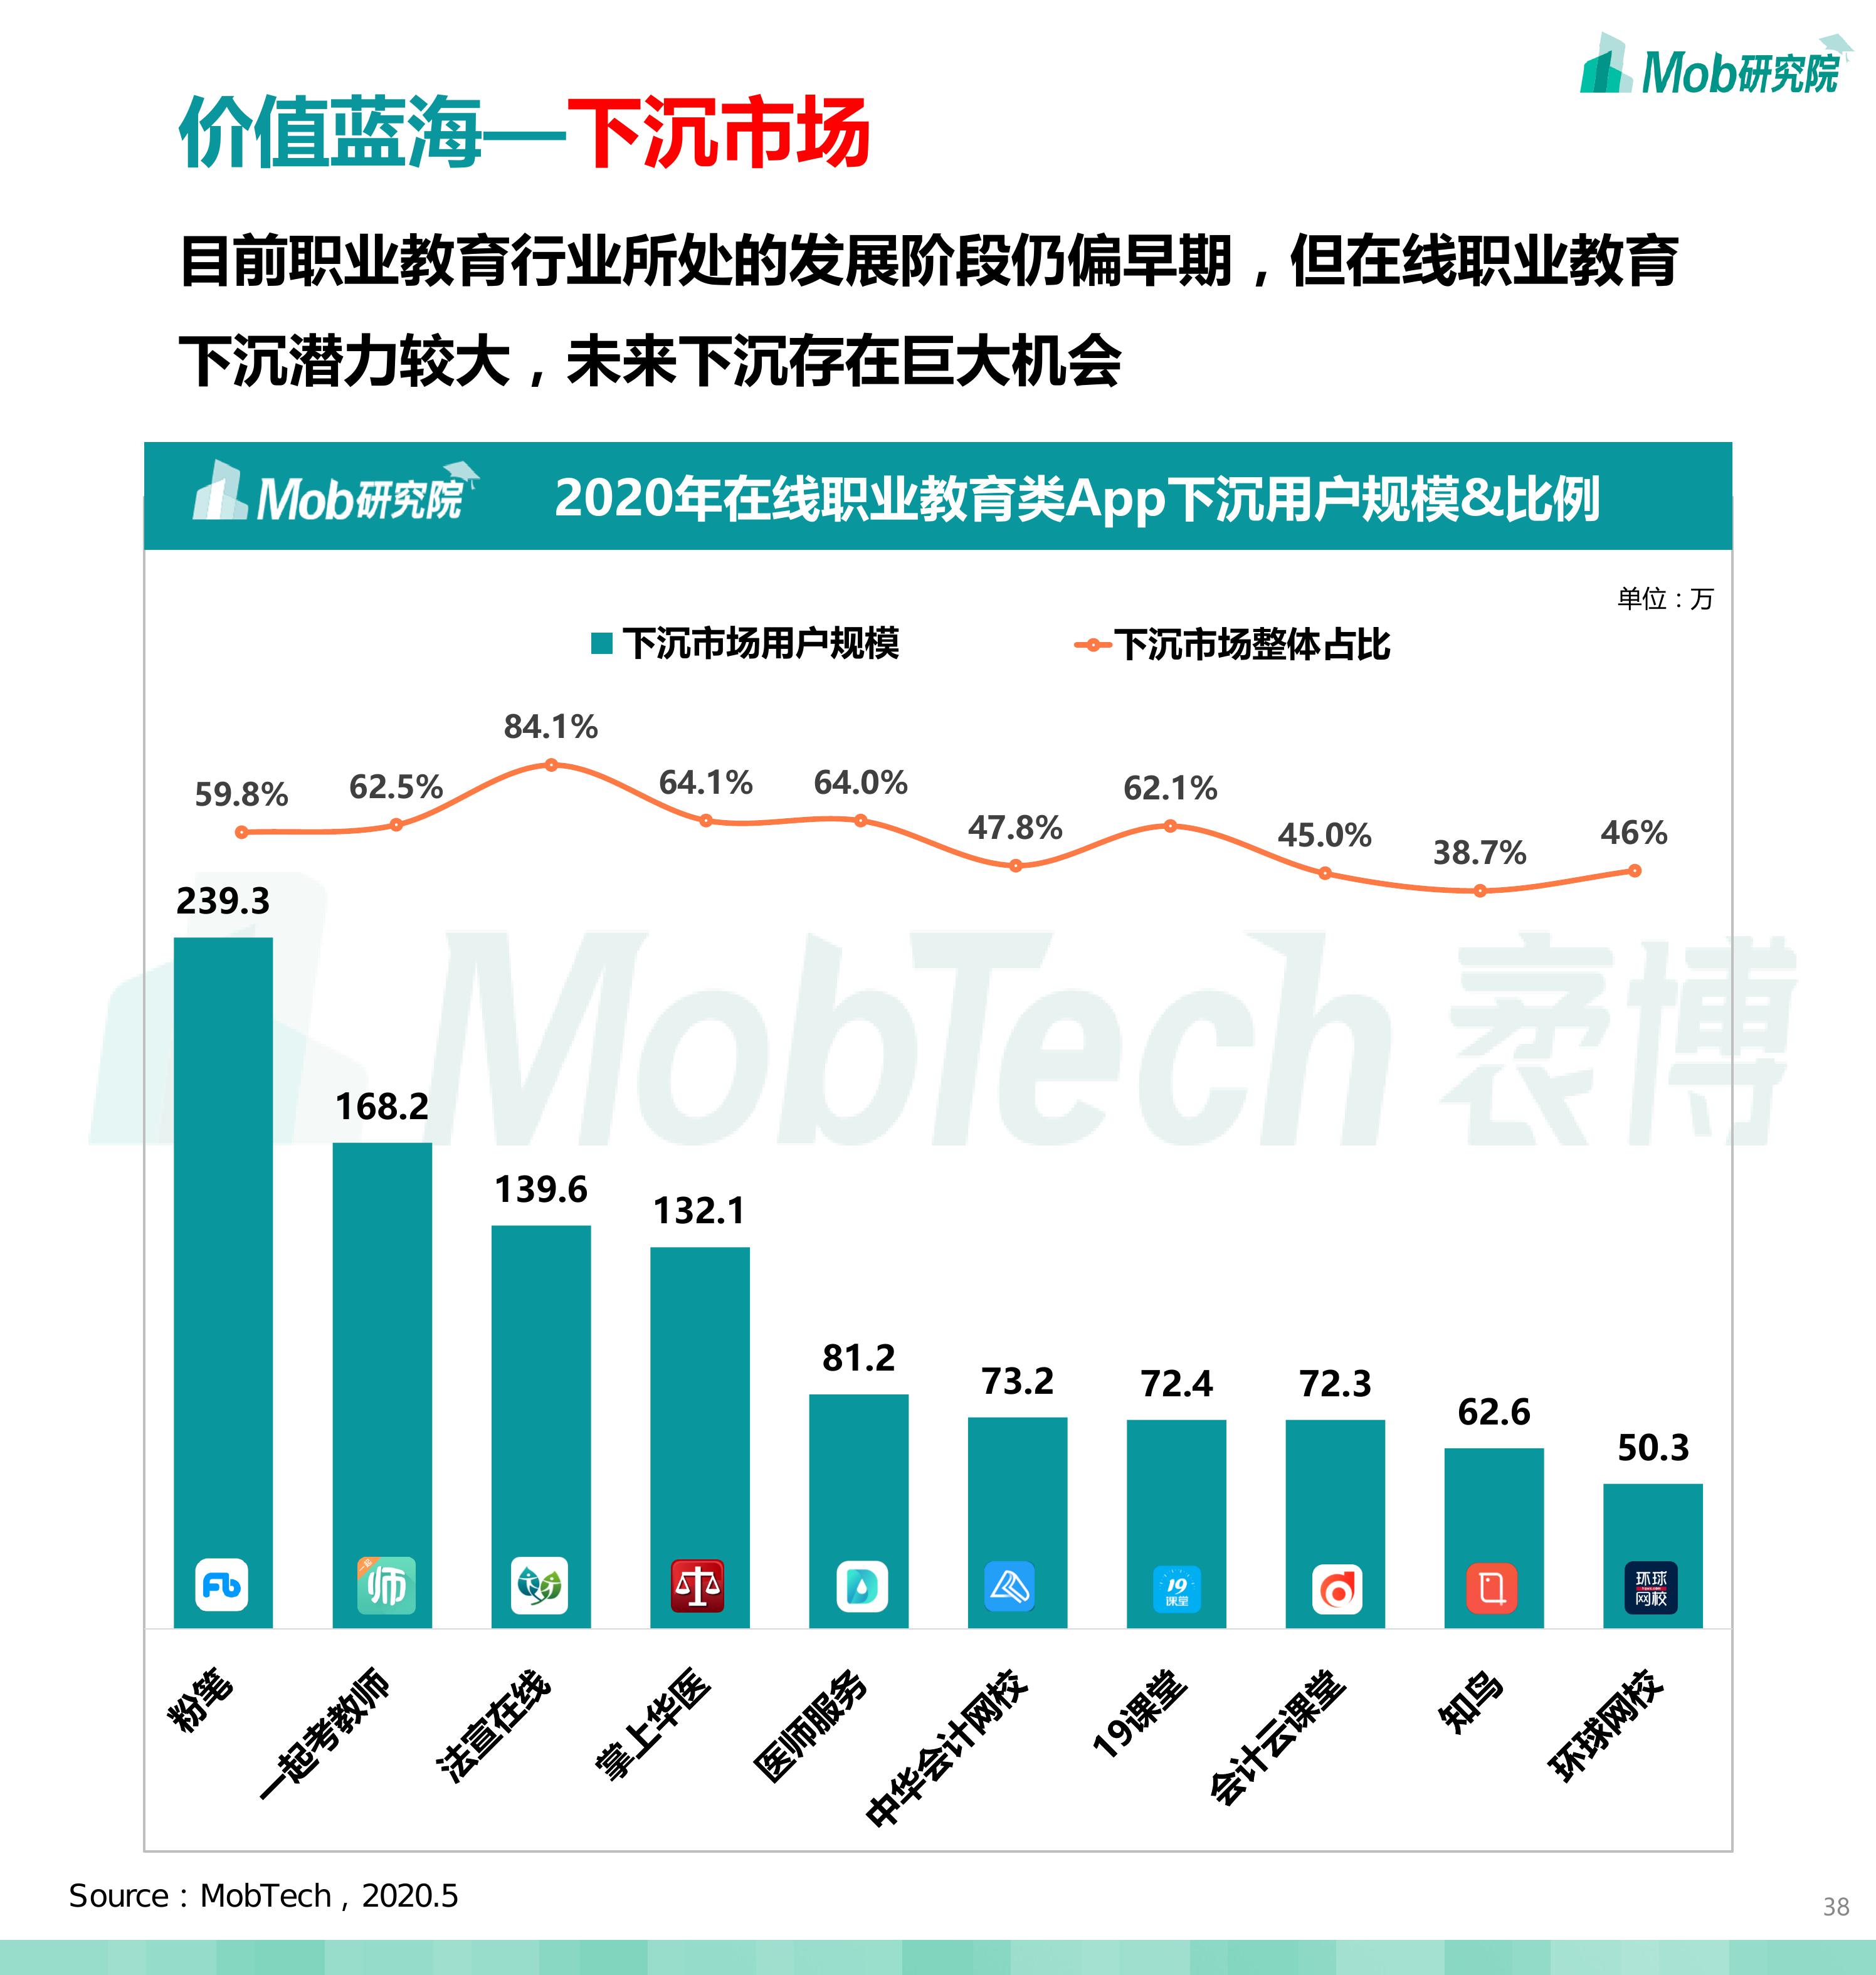 Mob研究院
价值蓝海—下沉市场
目前职业教育行业所处的发展阶段仍偏早期，但在线职业教育
下沉潜力较大，未来下沉存在巨大机会
Mob研究院 2020年在线职业教育类App下沉用户规模&比例
单位：万
下沉市场用户规模 下沉市场整体占比
59.8% 62.5% 84.1% 64.1% 64.0% 47.8% 62.1% 45.0% 38.7% 46%
239.3 168.2 139.6 132.1 81.2 73.2 72.4 72.3 62.6 50.3
MobTech 袤博
师 19课堂 环球网校
粉笔 一起考教师 法宣在线 掌上华医 医师服务 中华会计网校 19课堂 会计云课堂 知鸟 环球网校
Source：MobTech，2020.5
38